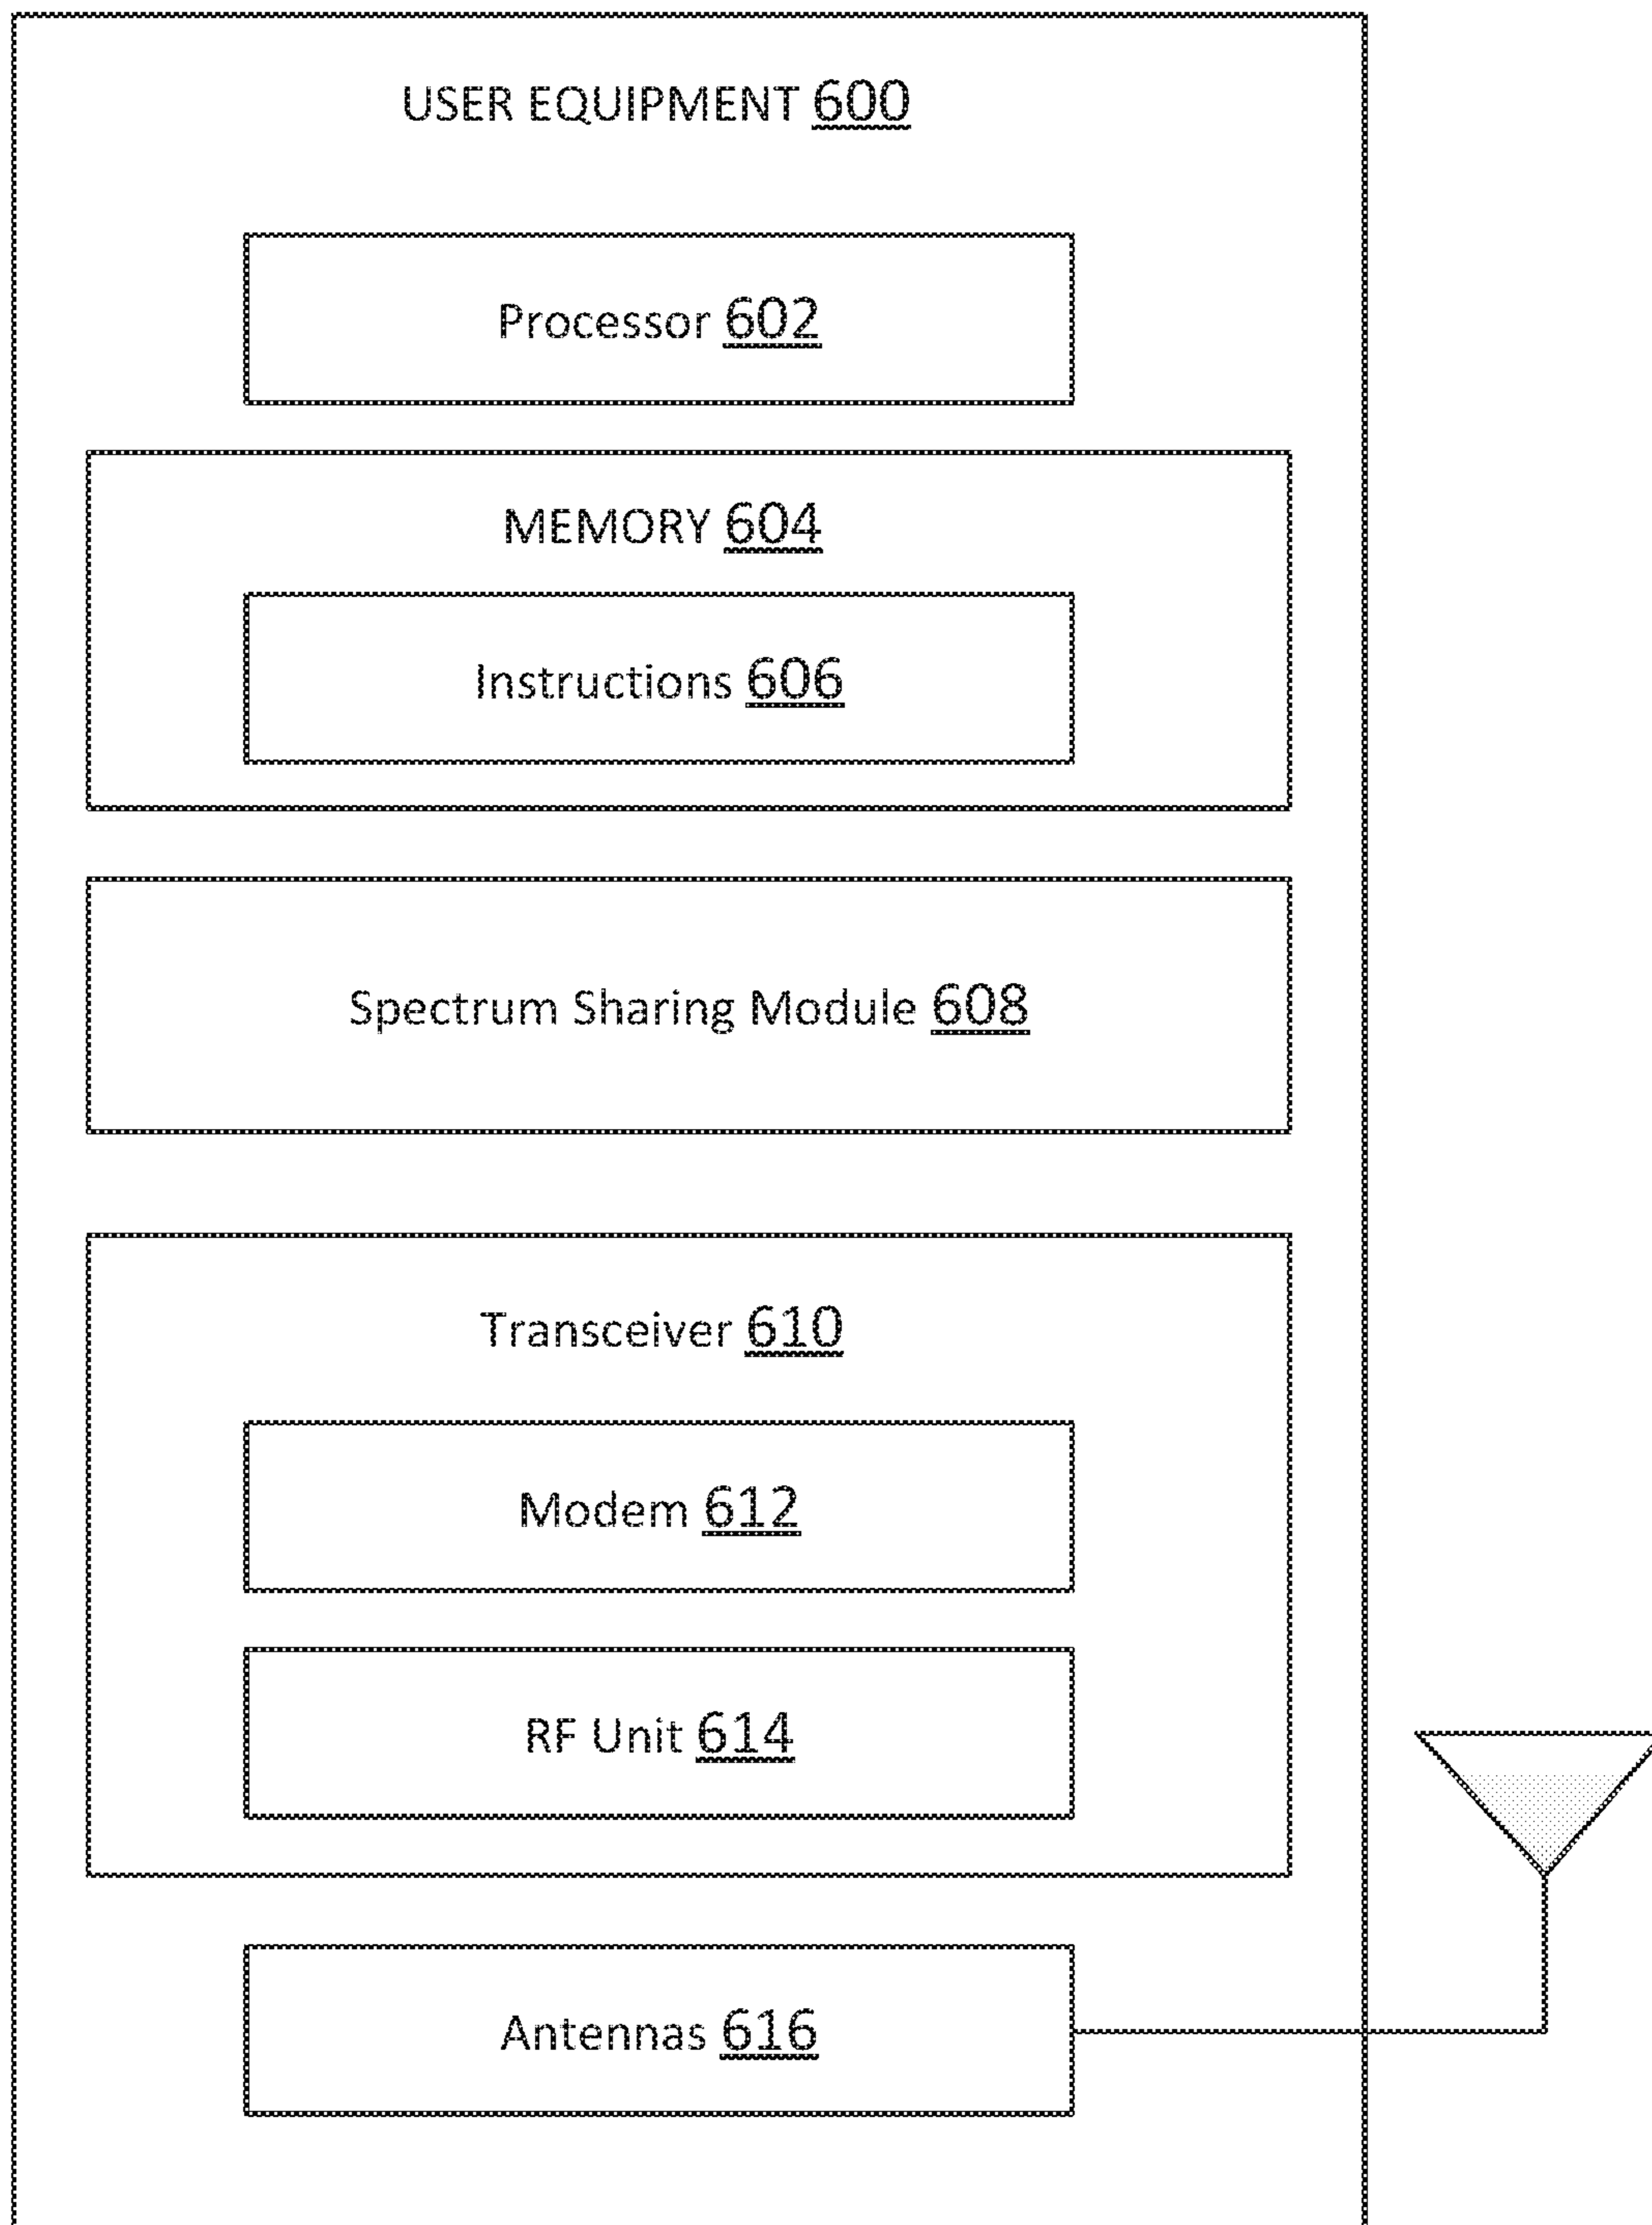 USER EQUIPMENT 600
Processor 602
MEMORY 604
Instructions 606
Spectrum Sharing Module 608
Transceiver 610
Modem 612
RF Unit 614
Antennas 616